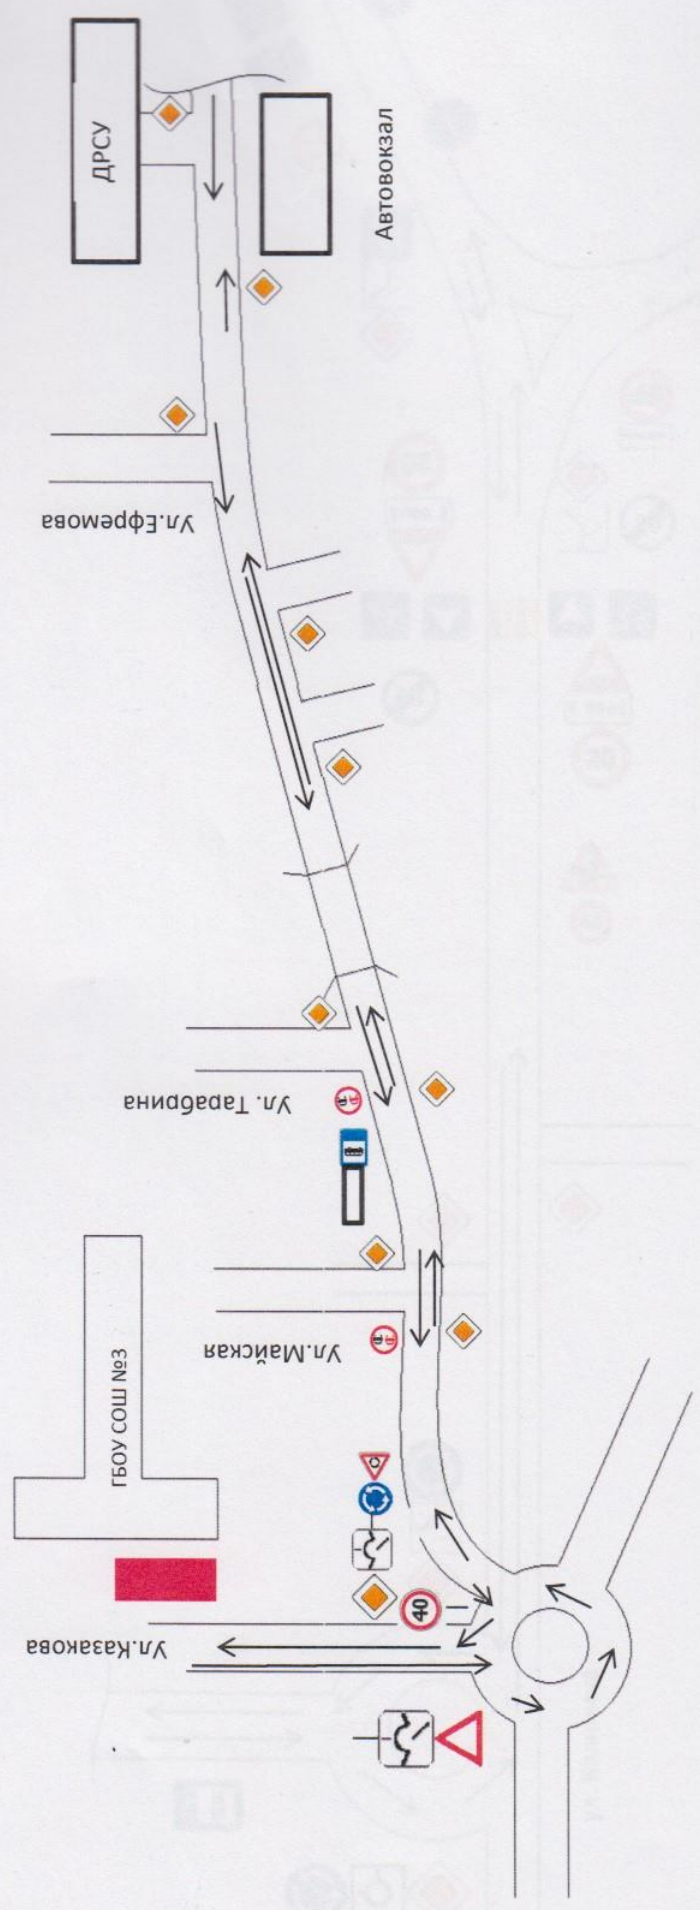 ДРСУ
Автовокзал
Ул.Ефремова
Ул. Тарабрина
Ул.Майская
ГБОУ СОШ №3
40
Ул.Казакова